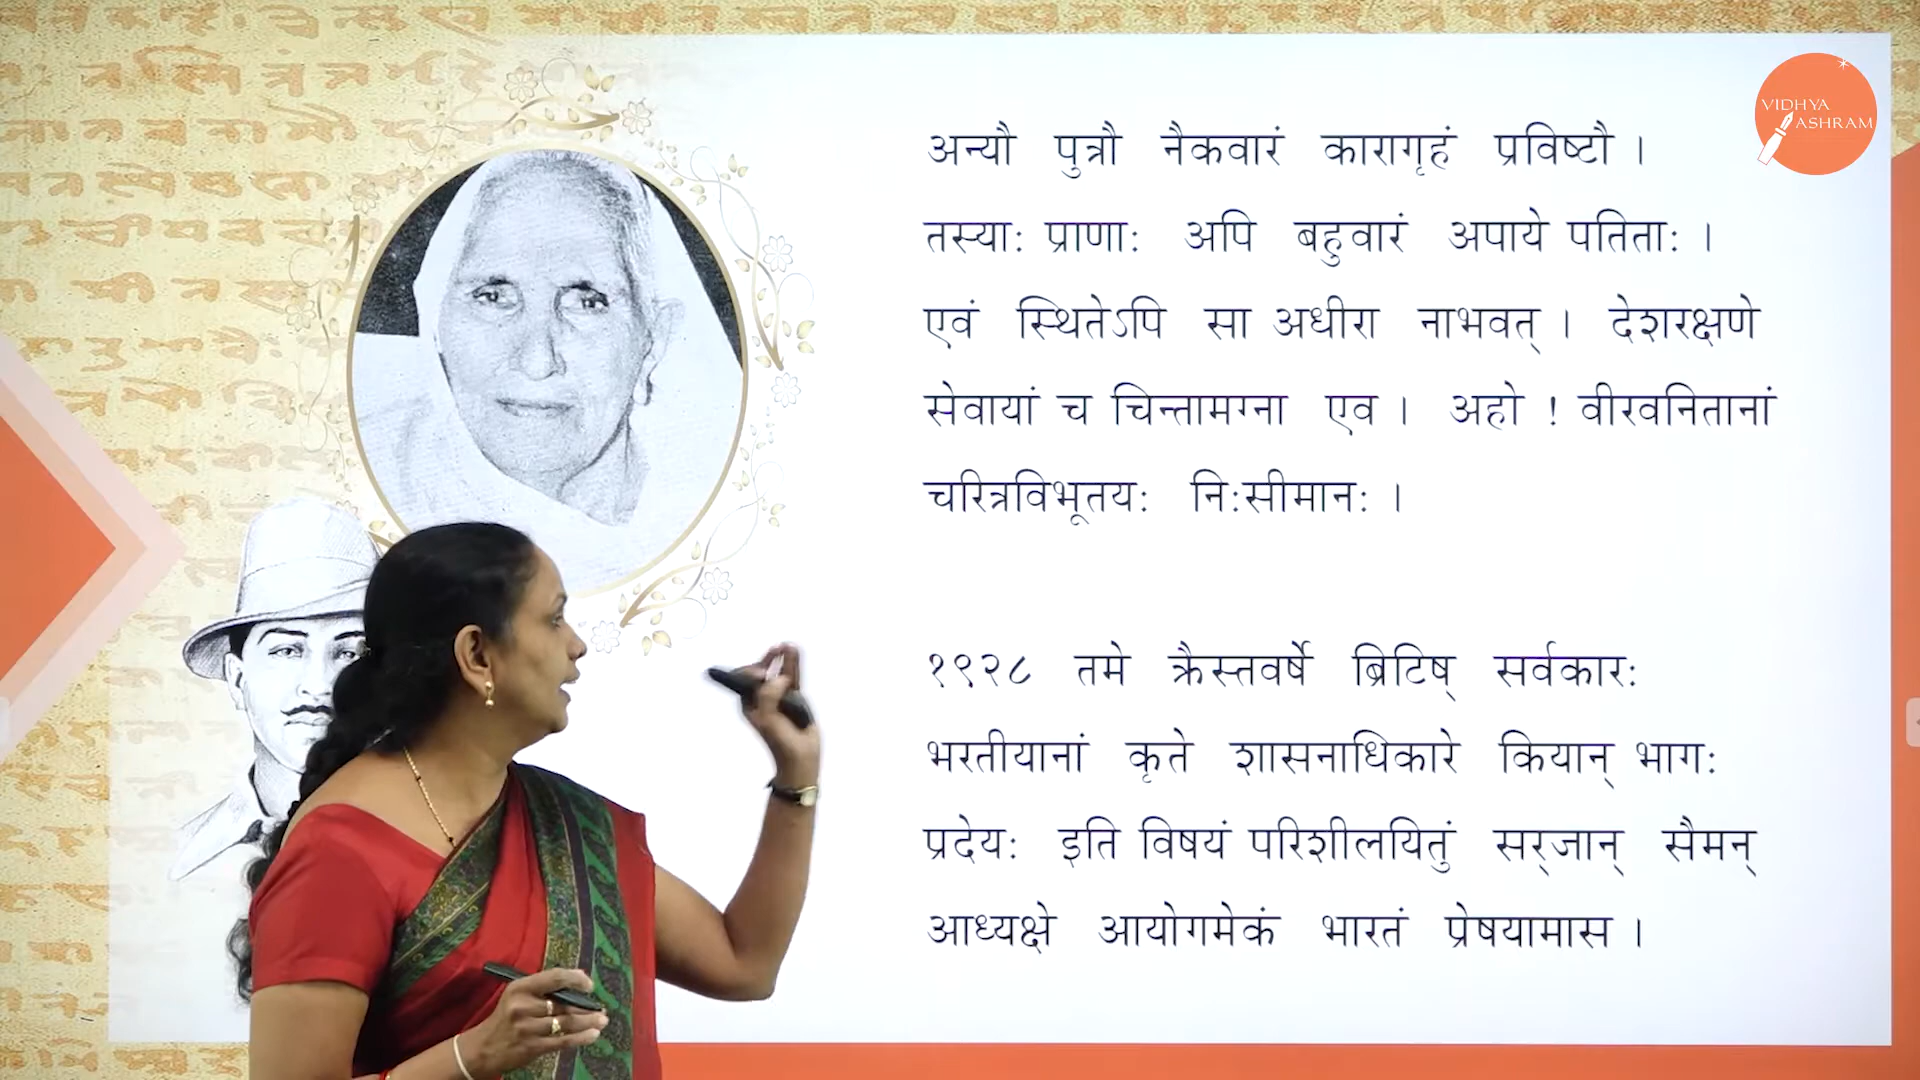 अन्यौ पुत्रौ नैकवारं कारागृहं प्रविष्टौ ।
तस्याः प्राणाः अपि बहुवारं अपाये पतिताः ।
एवं स्थितेऽपि सा अधीरा नाभवत् । देशरक्षणे
सेवायां च चिन्तामग्ना एव । अहो ! वीरवनितानां
चरित्रविभूतयः निःसीमानः ।
१९२८ तमे क्रैस्तवर्षे ब्रिटिष् सर्वकारः
भरतीयानां कृते शासनाधिकारे कियान् भागः
प्रदेयः इति विषयं परिशीलयितुं सर्‌जान् सैमन्
आध्यक्षे आयोगमेकं भारतं प्रेषयामास ।
VIDHYA
ASHRAM